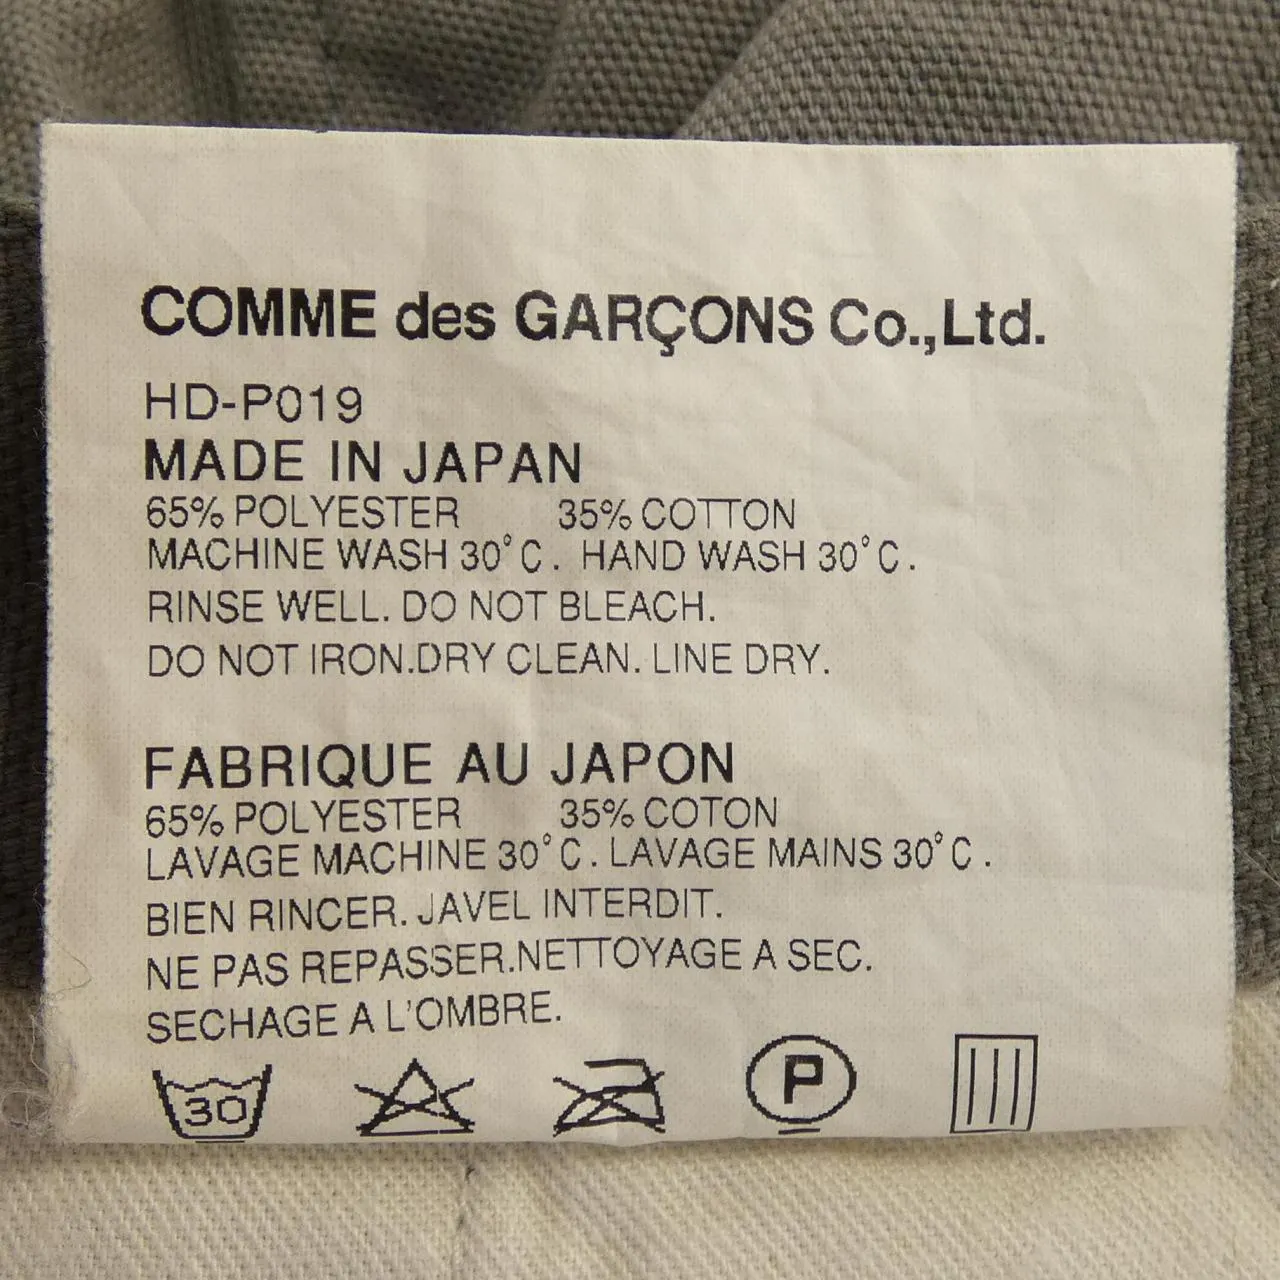 COMME des GARÇONS Co.,Ltd.
HD-P019
MADE IN JAPAN
65% POLYESTER 35% COTTON
MACHINE WASH 30°C. HAND WASH 30°C.
RINSE WELL. DO NOT BLEACH.
DO NOT IRON.DRY CLEAN. LINE DRY.
FABRIQUE AU JAPON
65% POLYESTER 35% COTON
LAVAGE MACHINE 30°C. LAVAGE MAINS 30°C.
BIEN RINCER. JAVEL INTERDIT.
NE PAS REPASSER.NETTOYAGE A SEC.
SECHAGE A L'OMBRE.
30 P